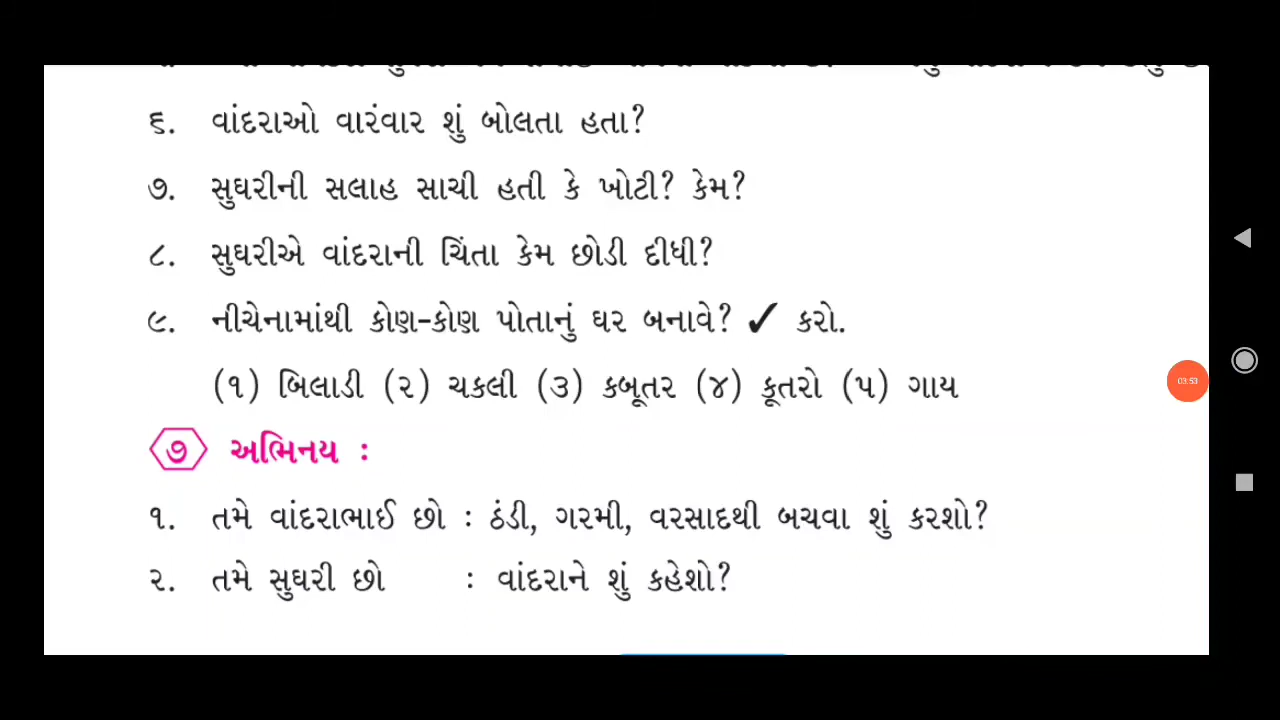 ૬. વાંદરાઓ વારંવાર શું બોલતા હતા?
૭. સુઘરીની સલાહ સાચી હતી કે ખોટી? કેમ?
૮. સુઘરીએ વાંદરાની ચિંતા કેમ છોડી દીધી?
૯. નીચેનામાંથી કોણ-કોણ પોતાનું ઘર બનાવે? ✓ કરો.
(૧) બિલાડી (૨) ચકલી (૩) કબૂતર (૪) કૂતરો (૫) ગાય
03:53
૭ અભિનય :
૧. તમે વાંદરાભાઈ છો : ઠંડી, ગરમી, વરસાદથી બચવા શું કરશો?
૨. તમે સુઘરી છો : વાંદરાને શું કહેશો?